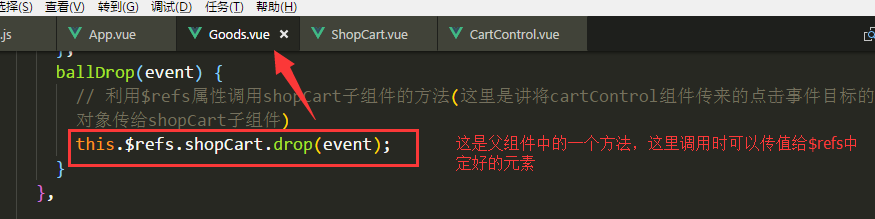 选择(S) 查看(V) 转到(G) 调试(D) 任务(T) 帮助(H)
.js App.vue Goods.vue × ShopCart.vue CartControl.vue
},
ballDrop(event) {
// 利用$refs属性调用shopCart子组件的方法(这里是讲将cartControl组件传来的点击事件目标的
对象传给shopCart子组件)
this.$refs.shopCart.drop(event);
这是父组件中的一个方法，这里调用时可以传值给$refs中
定好的元素
}
},